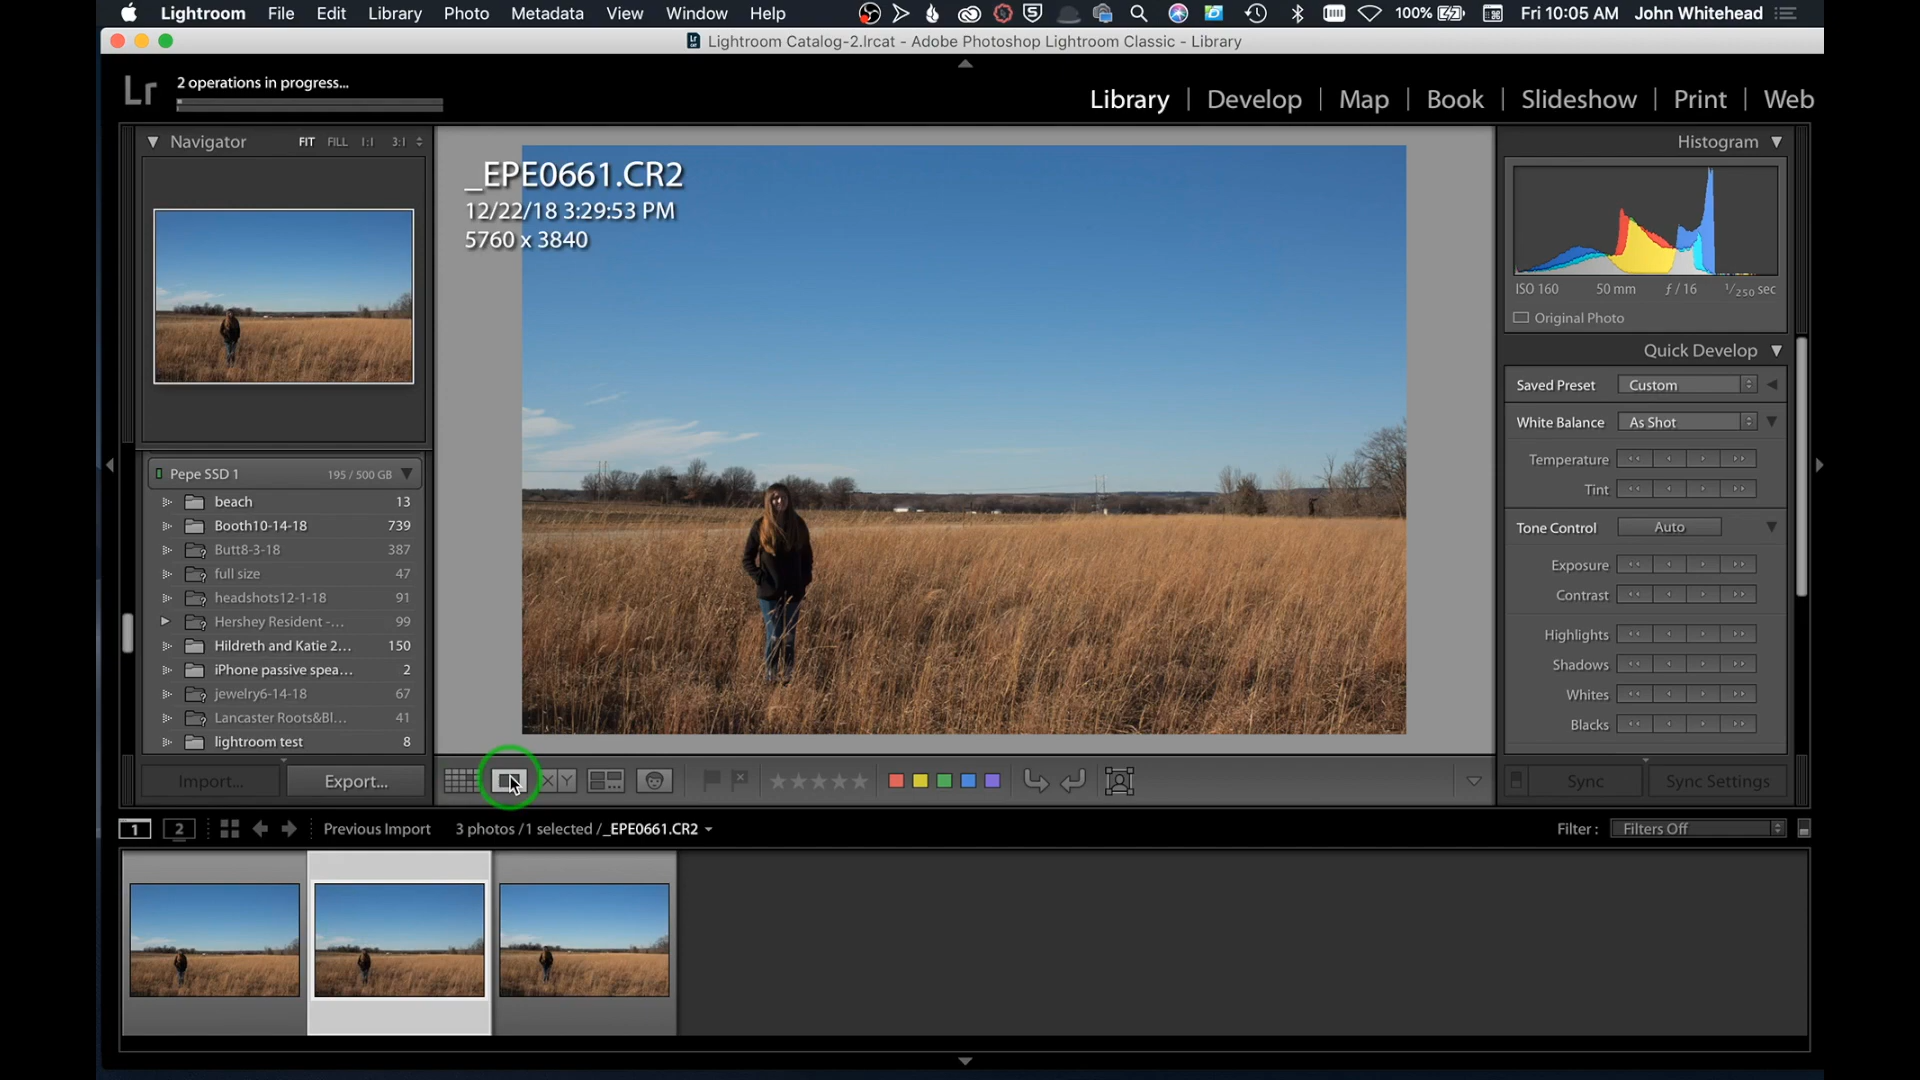 Lightroom File Edit Library Photo Metadata View Window Help 100% Fri 10:05 AM John Whitehead
Lr Lightroom Catalog-2.lrcat - Adobe Photoshop Lightroom Classic - Library
Lr 2 operations in progress...
Library | Develop | Map | Book | Slideshow | Print | Web
Navigator FIT FILL 1:1 3:1
_EPE0661.CR2
12/22/18 3:29:53 PM
5760 x 3840
Histogram
ISO 160 50 mm ƒ / 16 1/250 sec
Original Photo
Quick Develop
Saved Preset Custom
White Balance As Shot
Temperature
Tint
Tone Control Auto
Exposure
Contrast
Highlights
Shadows
Whites
Blacks
Pepe SSD 1 195 / 500 GB
beach 13
Booth10-14-18 739
Butt8-3-18 387
full size 47
headshots12-1-18 91
Hershey Resident -... 99
Hildreth and Katie 2... 150
iPhone passive spea... 2
jewelry6-14-18 67
Lancaster Roots&Bl... 41
lightroom test 8
Import... Export...
X Y
Sync Sync Settings
1 2 Previous Import 3 photos / 1 selected / _EPE0661.CR2
Filter : Filters Off